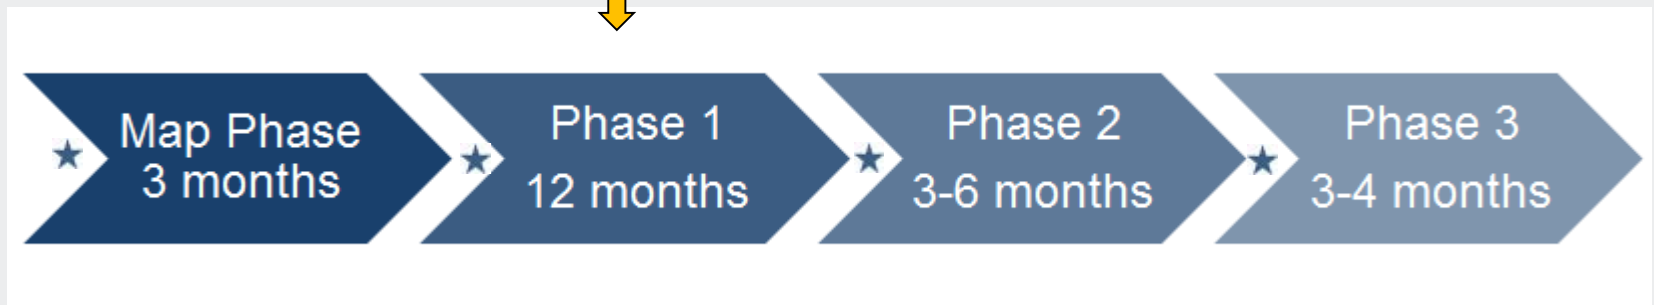 Map Phase
3 months
Phase 1
12 months
Phase 2
3-6 months
Phase 3
3-4 months